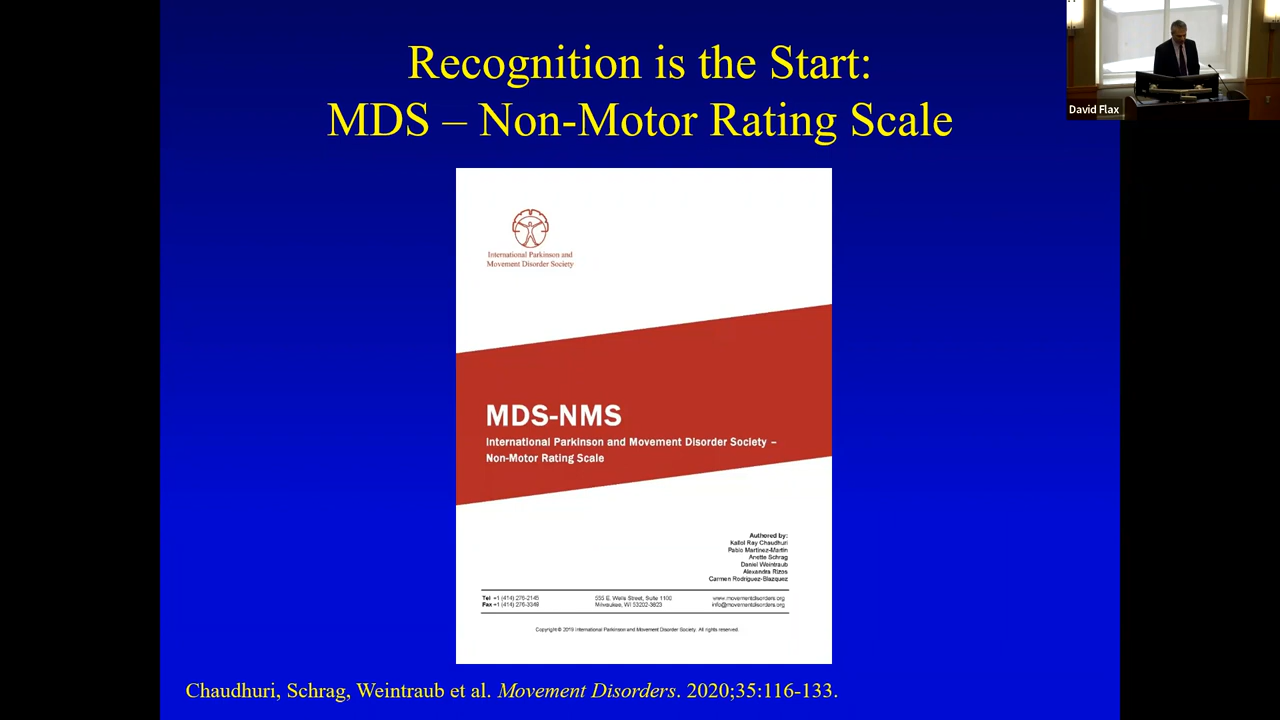 Recognition is the Start:
MDS – Non-Motor Rating Scale
David Flax
International Parkinson and
Movement Disorder Society
MDS-NMS
International Parkinson and Movement Disorder Society –
Non-Motor Rating Scale
Authored by:
Kallol Ray Chaudhuri
Pablo Martinez-Martin
Anette Schrag
Daniel Weintraub
Alexandra Rizos
Carmen Rodriguez-Blazquez
Tel +1 (414) 276-2145
Fax +1 (414) 276-3349
555 E. Wells Street, Suite 1100
Milwaukee, WI 53202-3823
www.movementdisorders.org
info@movementdisorders.org
Copyright © 2019 International Parkinson and Movement Disorder Society. All rights reserved.
Chaudhuri, Schrag, Weintraub et al. Movement Disorders. 2020;35:116-133.